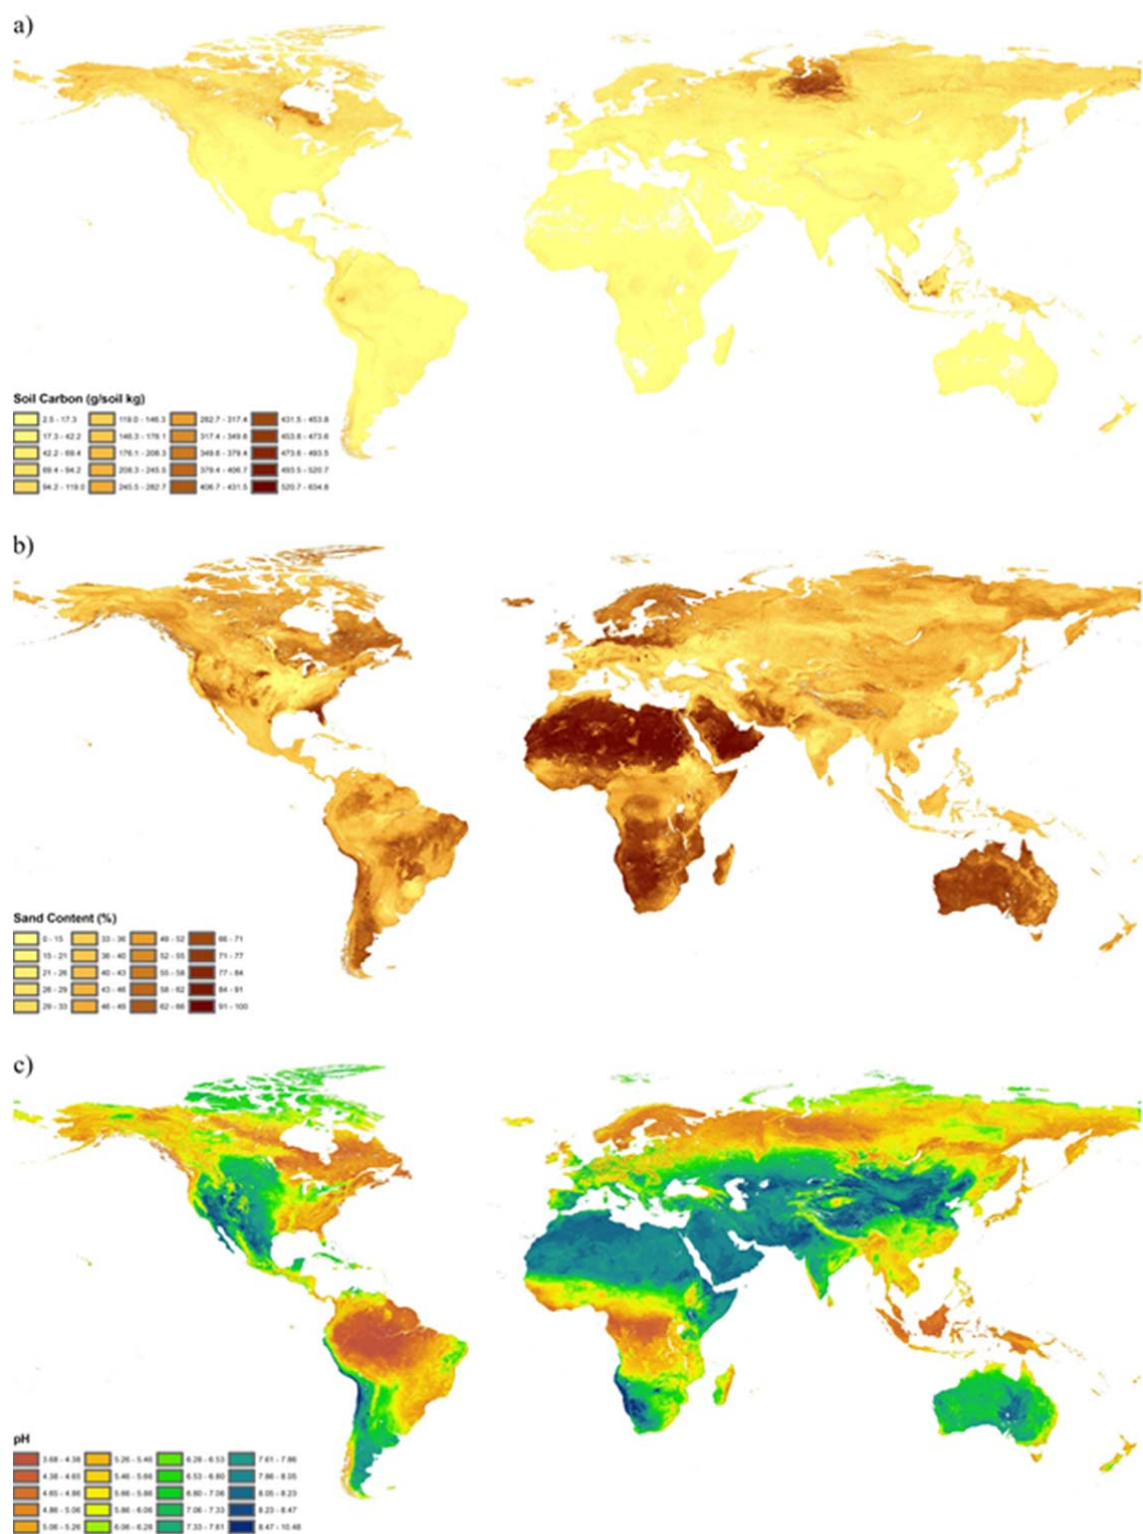 a)
Soil Carbon (g/soil kg)
2.5 - 17.3 119.0 - 146.3 282.7 - 317.4 431.5 - 453.8
17.3 - 42.2 146.3 - 176.1 317.4 - 349.6 453.8 - 473.6
42.2 - 69.4 176.1 - 208.3 349.6 - 379.4 473.6 - 493.5
69.4 - 94.2 208.3 - 245.5 379.4 - 406.7 493.5 - 520.7
94.2 - 119.0 245.5 - 282.7 406.7 - 431.5 520.7 - 634.8
b)
Sand Content (%)
0 - 15 33 - 36 49 - 52 66 - 71
15 - 21 36 - 40 52 - 55 71 - 77
21 - 26 40 - 43 55 - 58 77 - 84
26 - 29 43 - 46 58 - 62 84 - 91
29 - 33 46 - 49 62 - 66 91 - 100
c)
pH
3.68 - 4.38 5.26 - 5.46 6.28 - 6.53 7.61 - 7.86
4.38 - 4.65 5.46 - 5.66 6.53 - 6.80 7.86 - 8.05
4.65 - 4.86 5.66 - 5.86 6.80 - 7.06 8.05 - 8.23
4.86 - 5.06 5.86 - 6.06 7.06 - 7.33 8.23 - 8.47
5.06 - 5.26 6.06 - 6.28 7.33 - 7.61 8.47 - 10.48